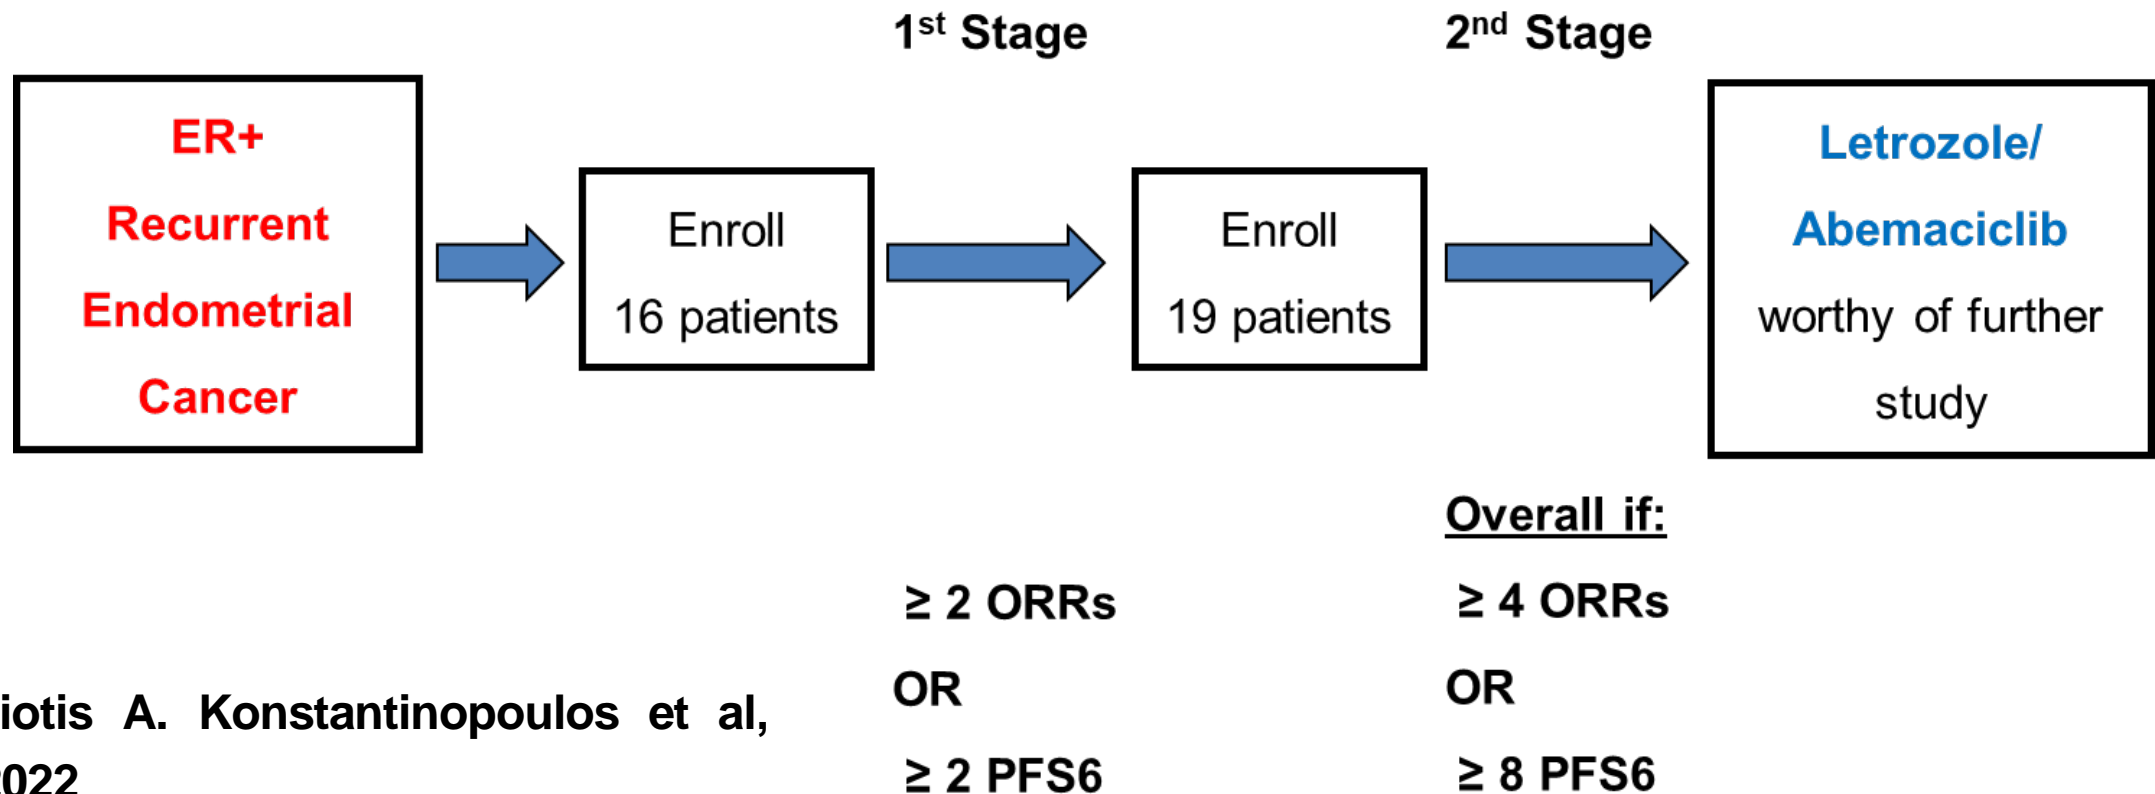 1st Stage
2nd Stage
ER+
Recurrent
Endometrial
Cancer
Enroll
16 patients
Enroll
19 patients
Letrozole/
Abemaciclib
worthy of further
study
≥ 2 ORRs
OR
≥ 2 PFS6
Overall if:
≥ 4 ORRs
OR
≥ 8 PFS6
iotis A. Konstantinopoulos et al,
2022